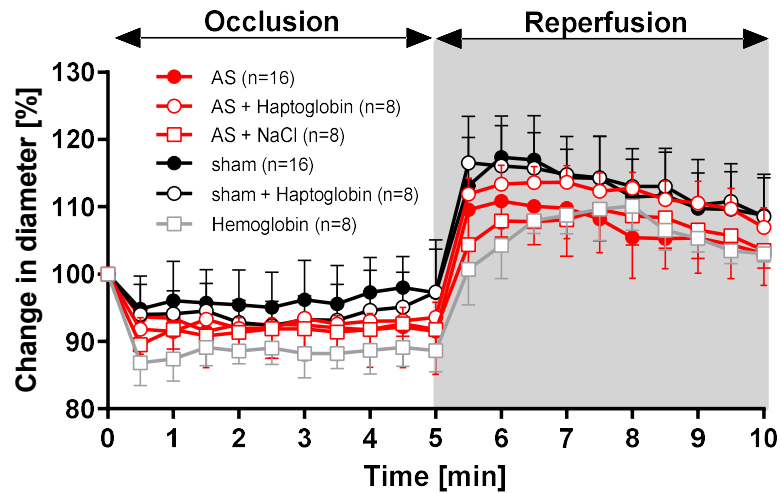 Occlusion
Reperfusion
Change in diameter [%]
130
120
110
100
90
80
AS (n=16)
AS + Haptoglobin (n=8)
AS + NaCl (n=8)
sham (n=16)
sham + Haptoglobin (n=8)
Hemoglobin (n=8)
0 1 2 3 4 5 6 7 8 9 10
Time [min]